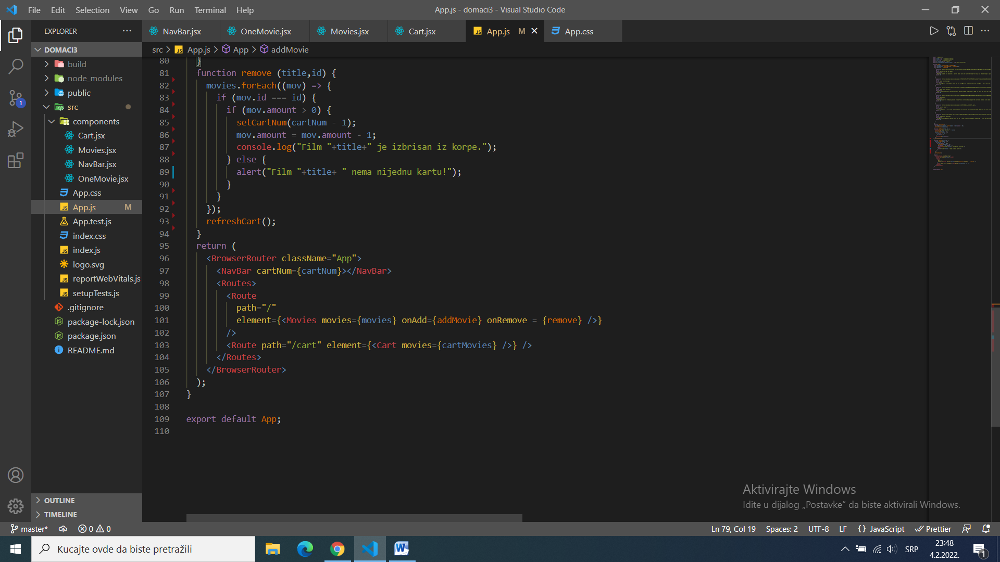 File Edit Selection View Go Run Terminal Help
App.js - domaci3 - Visual Studio Code
EXPLORER
NavBar.jsx
OneMovie.jsx
Movies.jsx
Cart.jsx
App.js M
App.css
DOMACI3
src > App.js > App > addMovie
build
node_modules
public
src
components
Cart.jsx
Movies.jsx
NavBar.jsx
OneMovie.jsx
App.css
App.js M
App.test.js
index.css
index.js
logo.svg
reportWebVitals.js
setupTests.js
.gitignore
package-lock.json
package.json
README.md
OUTLINE
TIMELINE
1
80 }
81 function remove (title,id) {
82 movies.forEach((mov) => {
83 if (mov.id === id) {
84 if (mov.amount > 0) {
85 setCartNum(cartNum - 1);
86 mov.amount = mov.amount - 1;
87 console.log("Film "+title+" je izbrisan iz korpe.");
88 } else {
89 alert("Film "+title+ " nema nijednu kartu!");
90 }
91 }
92 });
93 refreshCart();
94 }
95 return (
96 <BrowserRouter className="App">
97 <NavBar cartNum={cartNum}></NavBar>
98 <Routes>
99 <Route
100 path="/"
101 element={<Movies movies={movies} onAdd={addMovie} onRemove = {remove} />}
102 />
103 <Route path="/cart" element={<Cart movies={cartMovies} />} />
104 </Routes>
105 </BrowserRouter>
106 );
107 }
108
109 export default App;
110
Aktivirajte Windows
Idite u dijalog „Postavke“ da biste aktivirali Windows.
master* 0 0
Ln 79, Col 19 Spaces: 2 UTF-8 LF {} JavaScript Prettier
Kucajte ovde da biste pretražili
SRP
23:48
4.2.2022.
1